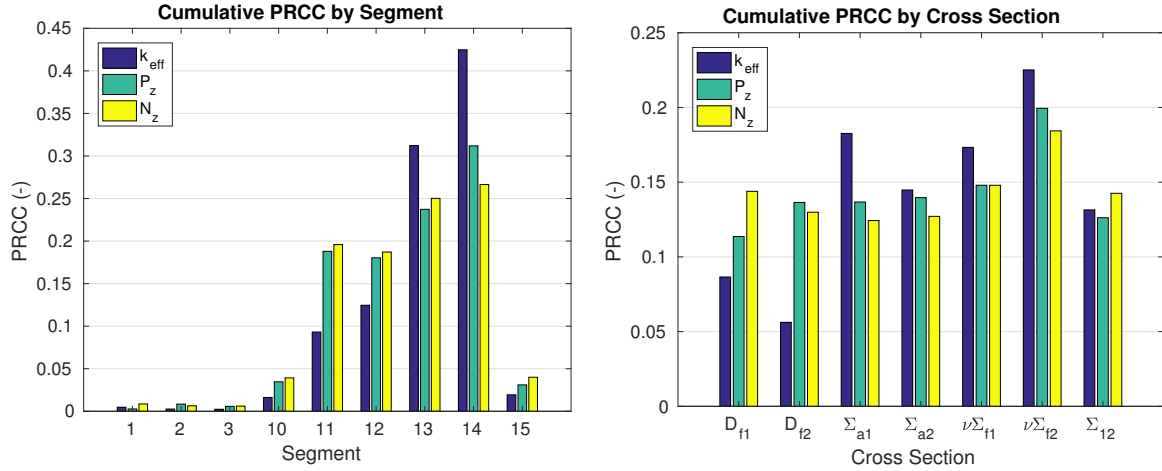 Cumulative PRCC by Segment
0.45
0.4
0.35
0.3
0.25
0.2
0.15
0.1
0.05
0
PRCC (-)
k_eff
P_z
N_z
1 2 3 10 11 12 13 14 15
Segment
Cumulative PRCC by Cross Section
0.25
0.2
0.15
0.1
0.05
0
PRCC (-)
k_eff
P_z
N_z
D_f1 D_f2 Σ_a1 Σ_a2 νΣ_f1 νΣ_f2 Σ_12
Cross Section